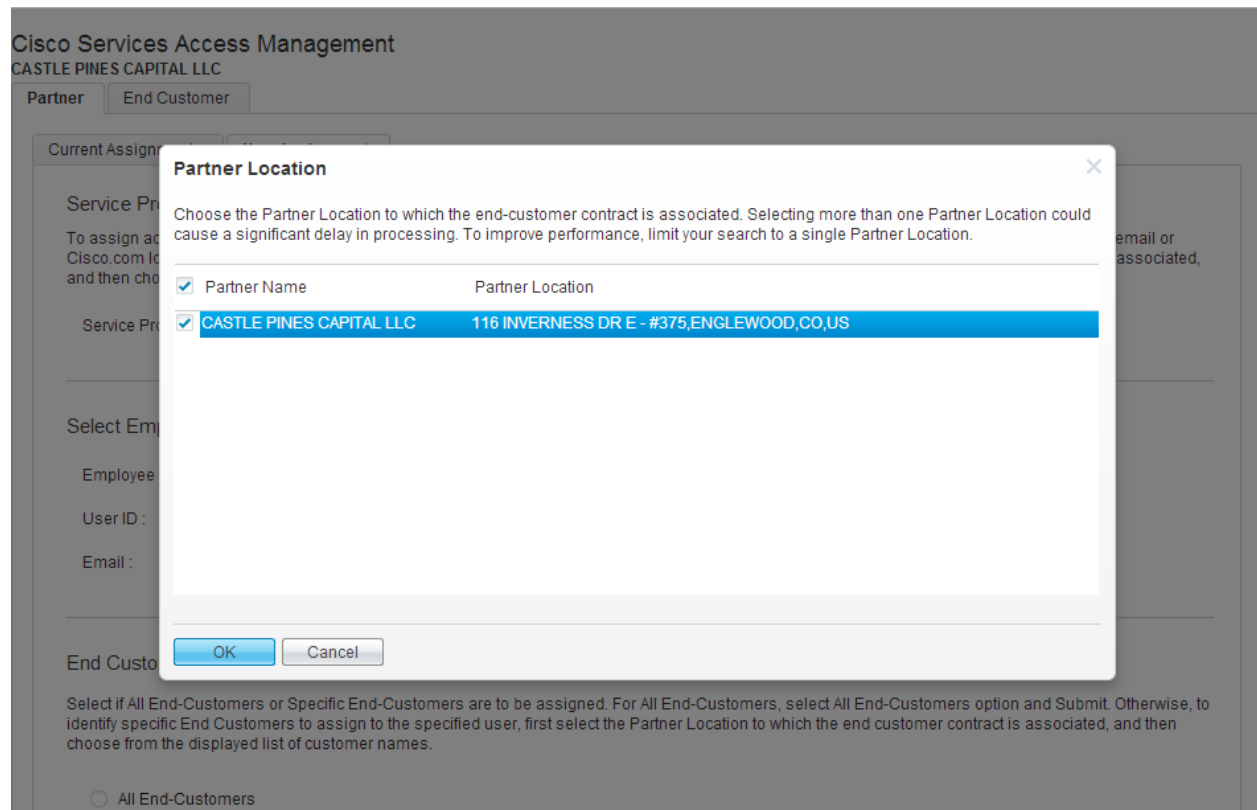 Cisco Services Access Management
CASTLE PINES CAPITAL LLC
Partner End Customer
Current Assign
Partner Location
Service Pr
Choose the Partner Location to which the end-customer contract is associated. Selecting more than one Partner Location could
cause a significant delay in processing. To improve performance, limit your search to a single Partner Location.
To assign ac email or
Cisco.com lo associated,
and then cho
Partner Name Partner Location
Service Pro
CASTLE PINES CAPITAL LLC 116 INVERNESS DR E - #375,ENGLEWOOD,CO,US
Select Em
Employee
User ID :
Email :
OK Cancel
End Custo
Select if All End-Customers or Specific End-Customers are to be assigned. For All End-Customers, select All End-Customers option and Submit. Otherwise, to
identify specific End Customers to assign to the specified user, first select the Partner Location to which the end customer contract is associated, and then
choose from the displayed list of customer names.
All End-Customers